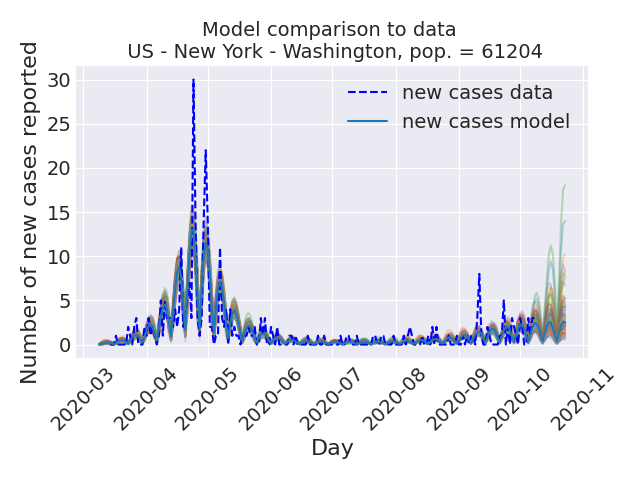 Model comparison to data
US - New York - Washington, pop. = 61204
Number of new cases reported
30
25
20
15
10
5
0
new cases data
new cases model
2020-03
2020-04
2020-05
2020-06
2020-07
2020-08
2020-09
2020-10
2020-11
Day